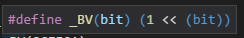 #define _BV(bit) (1 << (bit))